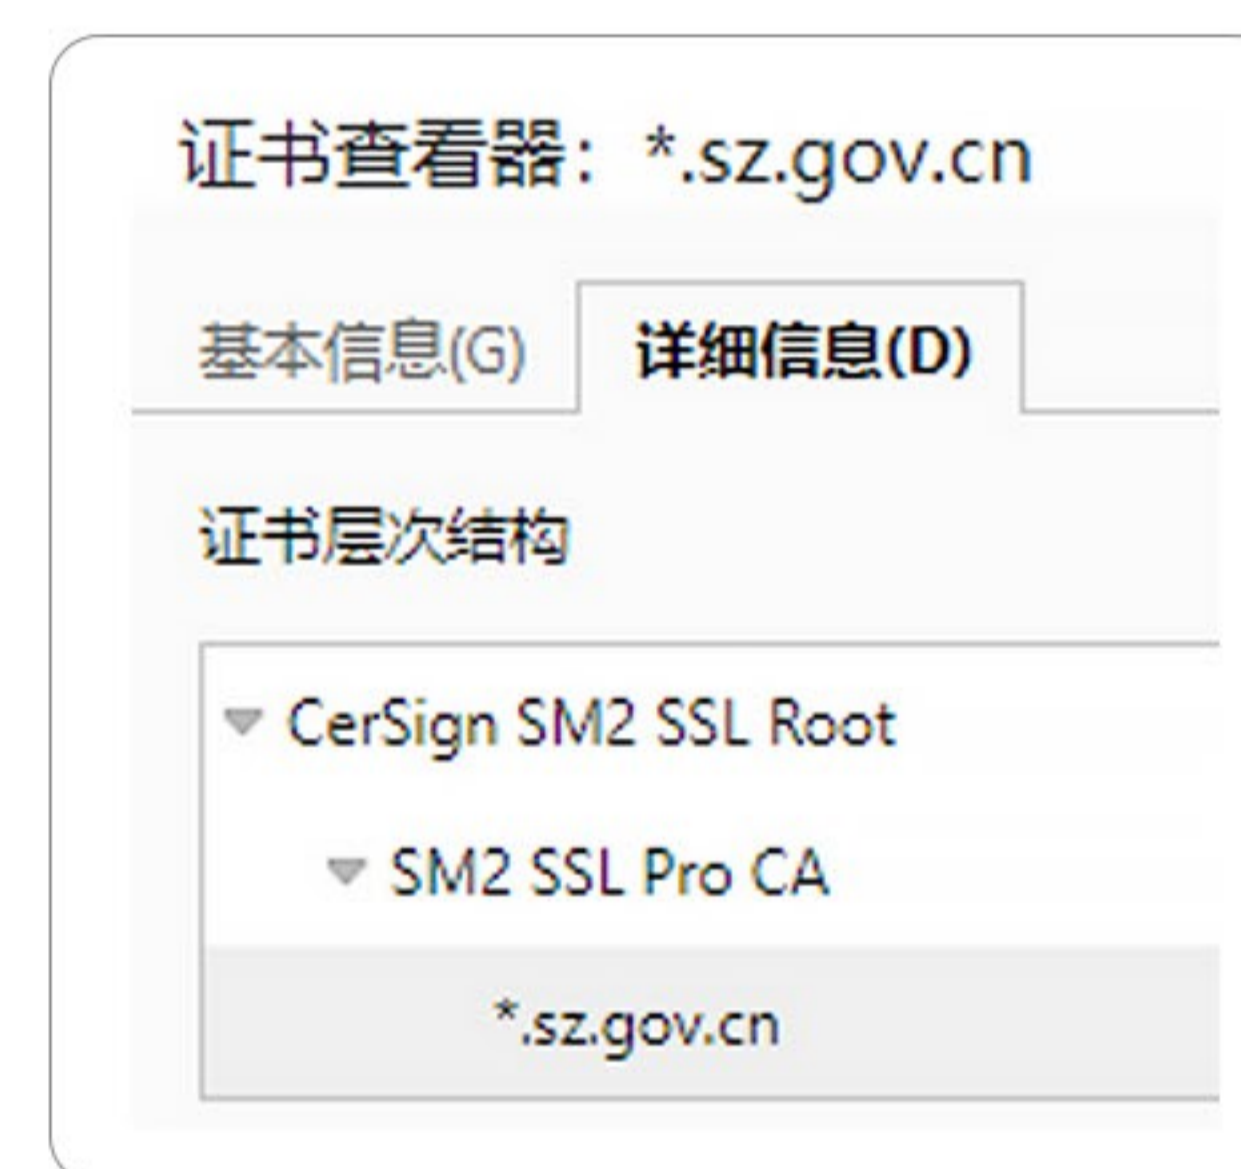 证书查看器：*.sz.gov.cn
基本信息(G) 详细信息(D)
证书层次结构
CerSign SM2 SSL Root
SM2 SSL Pro CA
*.sz.gov.cn